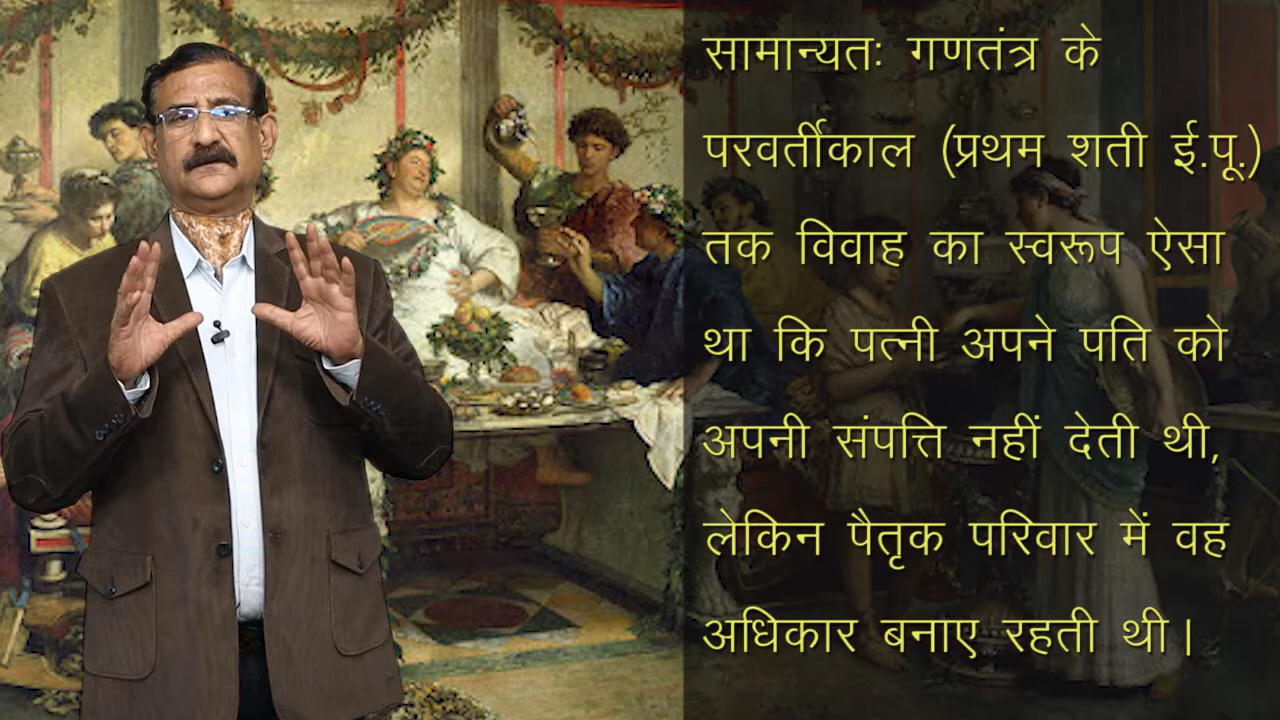 सामान्यतः गणतंत्र के
परवर्तीकाल (प्रथम शती ई.पू.)
तक विवाह का स्वरूप ऐसा
था कि पत्नी अपने पति को
अपनी संपत्ति नहीं देती थी,
लेकिन पैतृक परिवार में वह
अधिकार बनाए रहती थी।